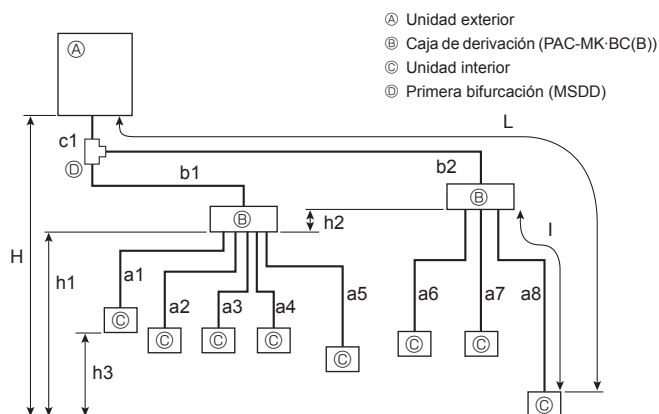 Ⓐ Unidad exterior
Ⓑ Caja de derivación (PAC-MK·BC(B))
Ⓒ Unidad interior
Ⓓ Primera bifurcación (MSDD)
Ⓐ
L
c1
Ⓓ
b1
b2
Ⓑ
Ⓑ
h2
l
H
h1
a1
a2
a3
a4
a5
a6
a7
a8
Ⓒ
Ⓒ
Ⓒ
Ⓒ
Ⓒ
Ⓒ
Ⓒ
h3
Ⓒ